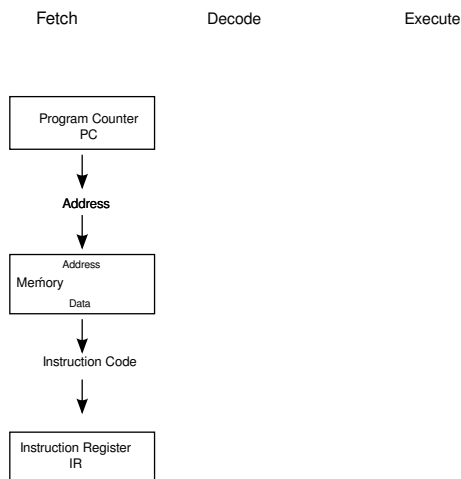 Fetch Decode Execute
Program Counter
PC
Address
Address
Memory
Data
Instruction Code
Instruction Register
IR